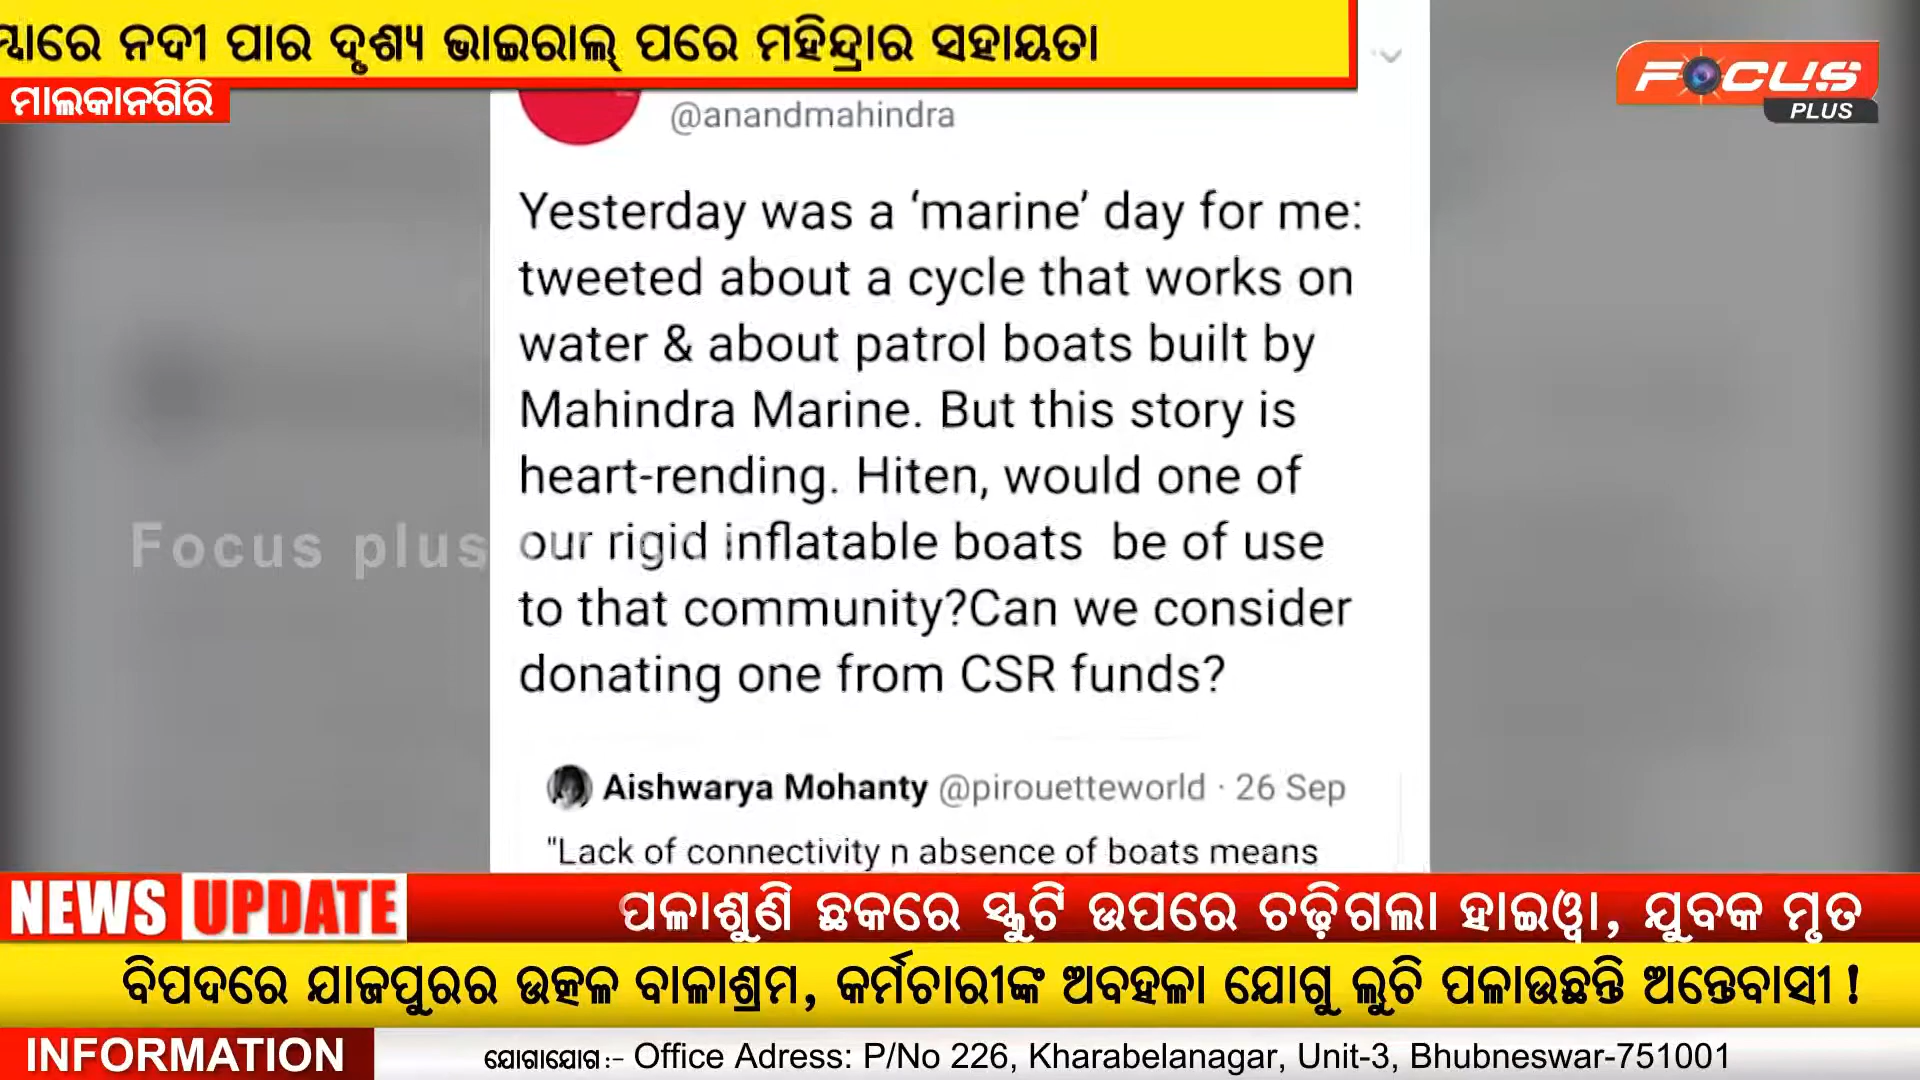 ନଦୀ ପାର ଦୃଶ୍ୟ ଭାଇରାଲ୍ ପରେ ମହିନ୍ଦ୍ରାର ସହାୟତା
ମାଲକାନଗିରି
FOCUS
PLUS
@anandmahindra
Yesterday was a ‘marine’ day for me:
tweeted about a cycle that works on
water & about patrol boats built by
Mahindra Marine. But this story is
heart-rending. Hiten, would one of
our rigid inflatable boats be of use
to that community?Can we consider
donating one from CSR funds?
Focus plus
Aishwarya Mohanty @pirouetteworld · 26 Sep
"Lack of connectivity n absence of boats means
NEWS UPDATE
ପଳାଶୁଣି ଛକରେ ସ୍କୁଟି ଉପରେ ଚଢ଼ିଗଲା ହାଇୱା, ଯୁବକ ମୃତ
ବିପଦରେ ଯାଜପୁରର ଉତ୍କଳ ବାଳାଶ୍ରମ, କର୍ମଚାରୀଙ୍କ ଅବହେଳା ଯୋଗୁ ଲୁଚି ପଳାଉଛନ୍ତି ଅନ୍ତେବାସୀ !
INFORMATION
ଯୋଗାଯୋଗ:- Office Adress: P/No 226, Kharabelanagar, Unit-3, Bhubneswar-751001